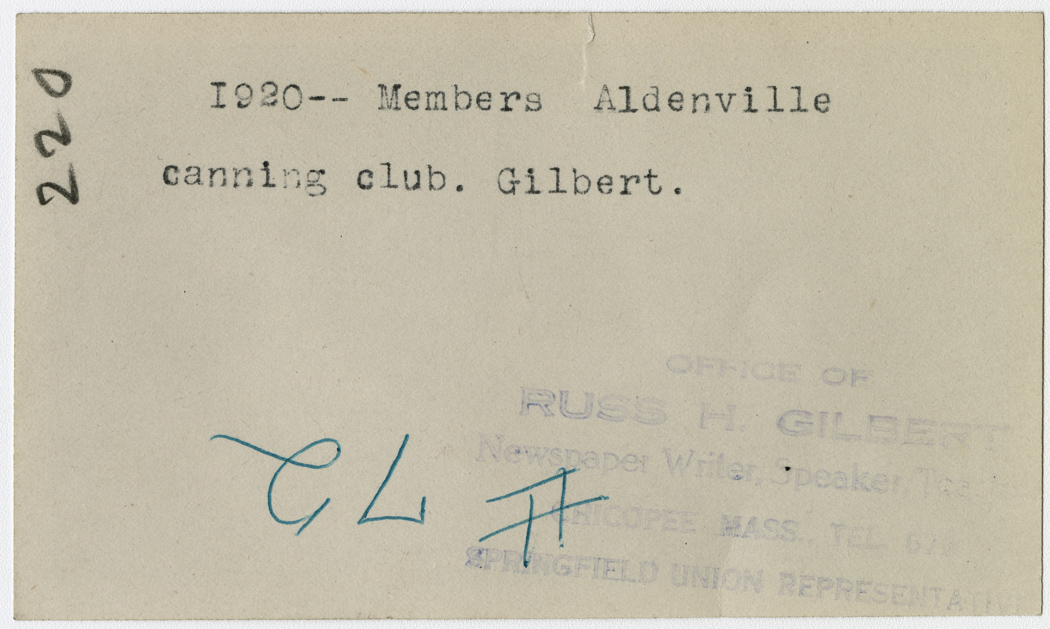 220
I920-- Members Aldenville
canning club. Gilbert.
OFFICE OF
RUSS H. GILBERT
Newspaper Writer, Speaker,
CHICOPEE MASS., TEL
SPRINGFIELD UNION REPRESENTATIVE
# 72